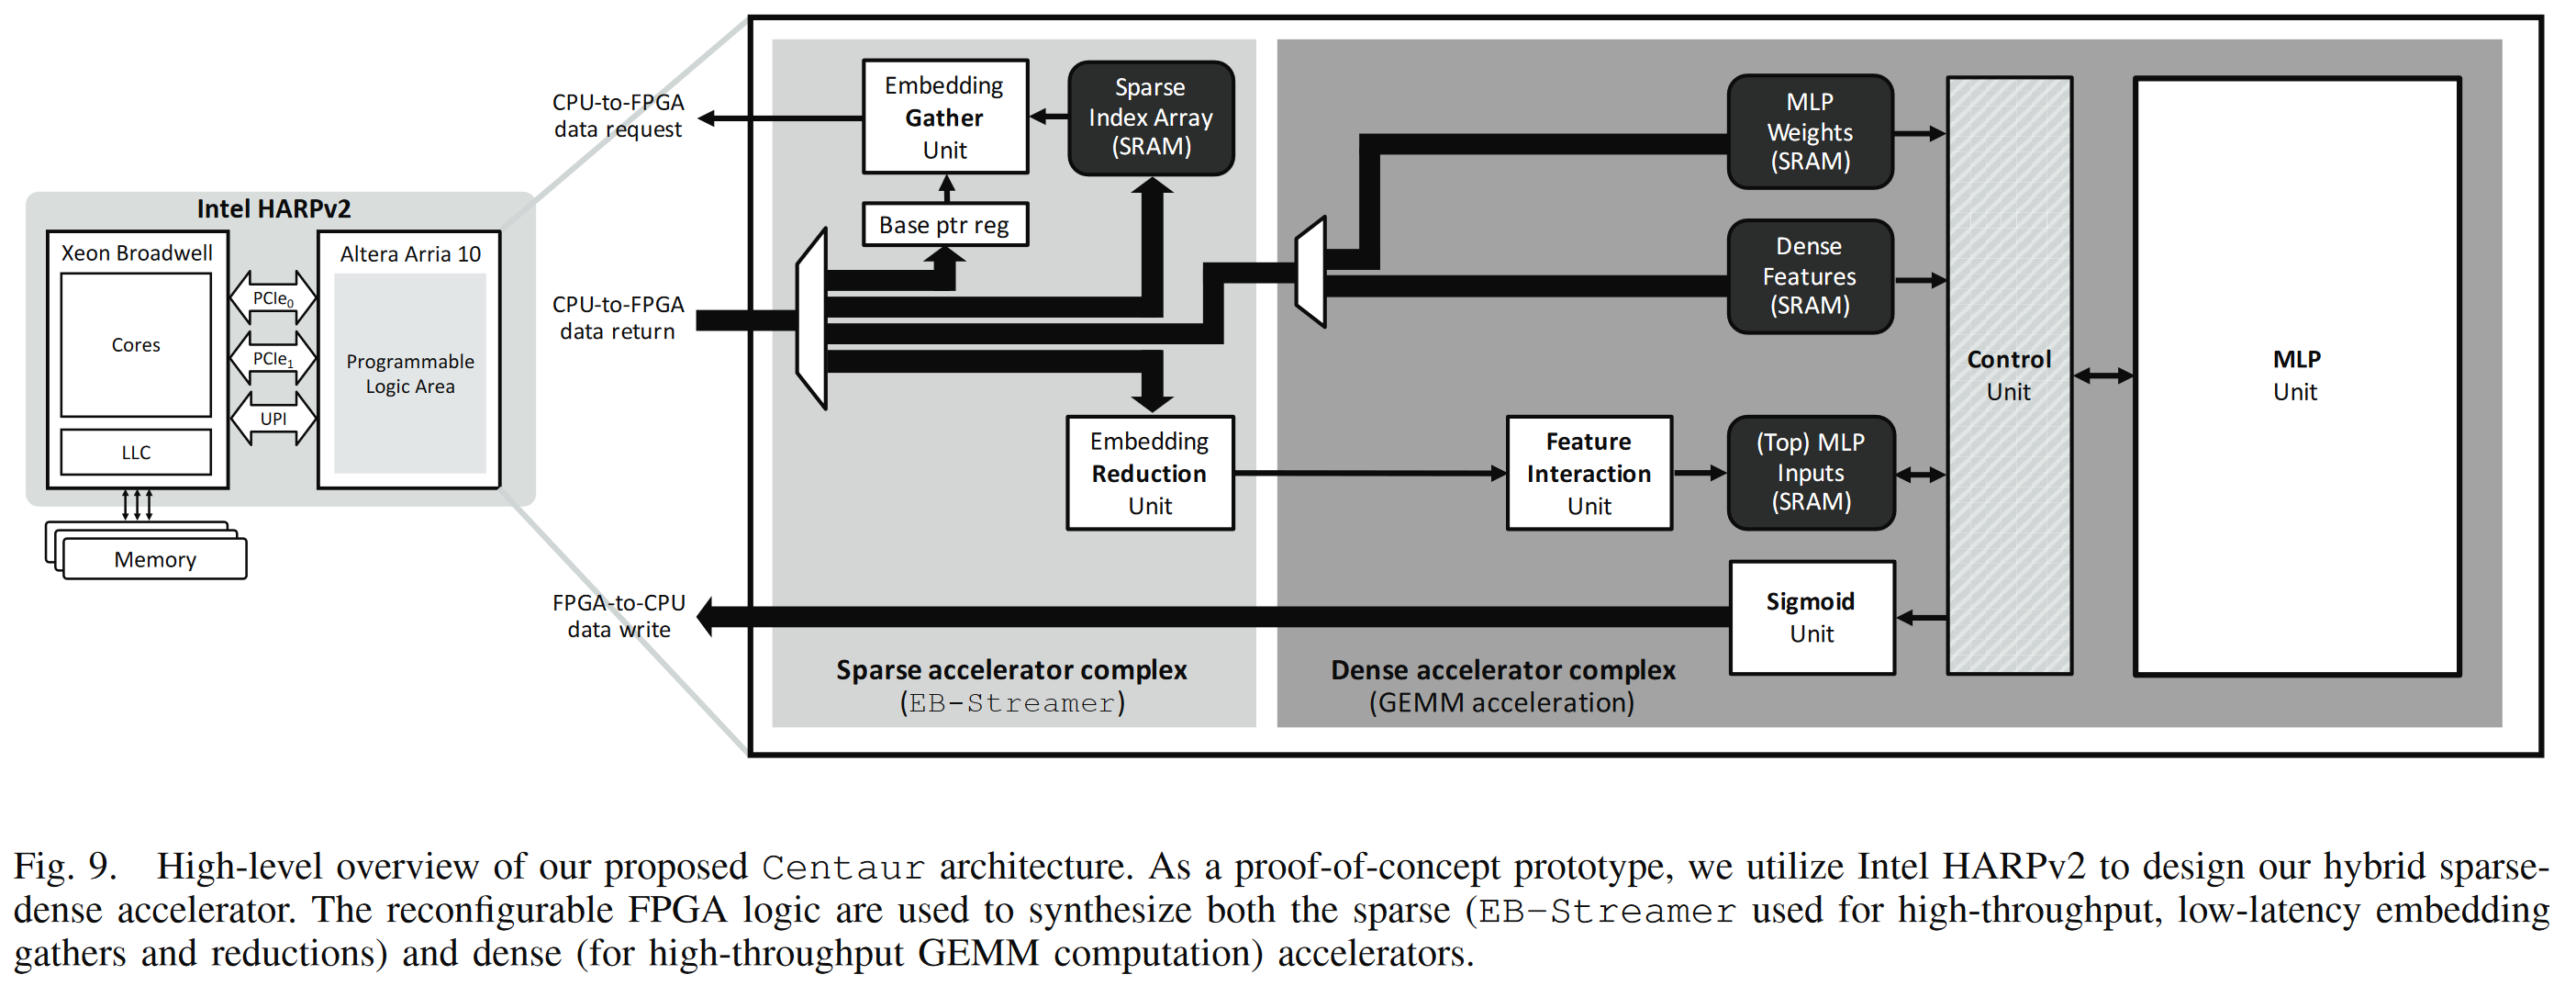 Intel HARPv2
Xeon Broadwell
Cores
LLC
Memory
PCIe0
PCIe1
UPI
Altera Arria 10
Programmable
Logic Area
CPU-to-FPGA
data request
CPU-to-FPGA
data return
FPGA-to-CPU
data write
Embedding
Gather
Unit
Sparse
Index Array
(SRAM)
Base ptr reg
Embedding
Reduction
Unit
Sparse accelerator complex
(EB-Streamer)
MLP
Weights
(SRAM)
Dense
Features
(SRAM)
Feature
Interaction
Unit
(Top) MLP
Inputs
(SRAM)
Sigmoid
Unit
Control
Unit
MLP
Unit
Dense accelerator complex
(GEMM acceleration)
Fig. 9. High-level overview of our proposed Centaur architecture. As a proof-of-concept prototype, we utilize Intel HARPv2 to design our hybrid sparse-
dense accelerator. The reconfigurable FPGA logic are used to synthesize both the sparse (EB-Streamer used for high-throughput, low-latency embedding
gathers and reductions) and dense (for high-throughput GEMM computation) accelerators.